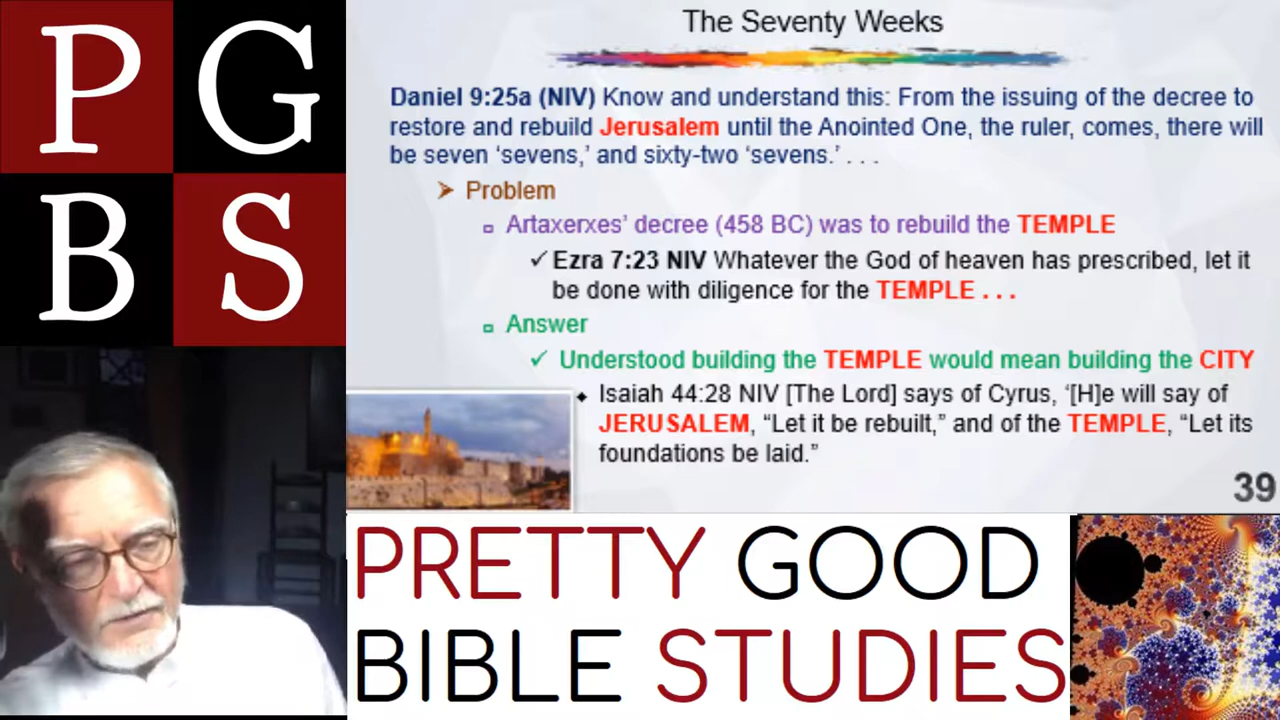 P G
B S
The Seventy Weeks
Daniel 9:25a (NIV) Know and understand this: From the issuing of the decree to
restore and rebuild Jerusalem until the Anointed One, the ruler, comes, there will
be seven ‘sevens,’ and sixty-two ‘sevens.’ . . .
Problem
Artaxerxes’ decree (458 BC) was to rebuild the TEMPLE
Ezra 7:23 NIV Whatever the God of heaven has prescribed, let it
be done with diligence for the TEMPLE . . .
Answer
Understood building the TEMPLE would mean building the CITY
Isaiah 44:28 NIV [The Lord] says of Cyrus, ‘[H]e will say of
JERUSALEM, “Let it be rebuilt,” and of the TEMPLE, “Let its
foundations be laid.”
39
PRETTY GOOD
BIBLE STUDIES